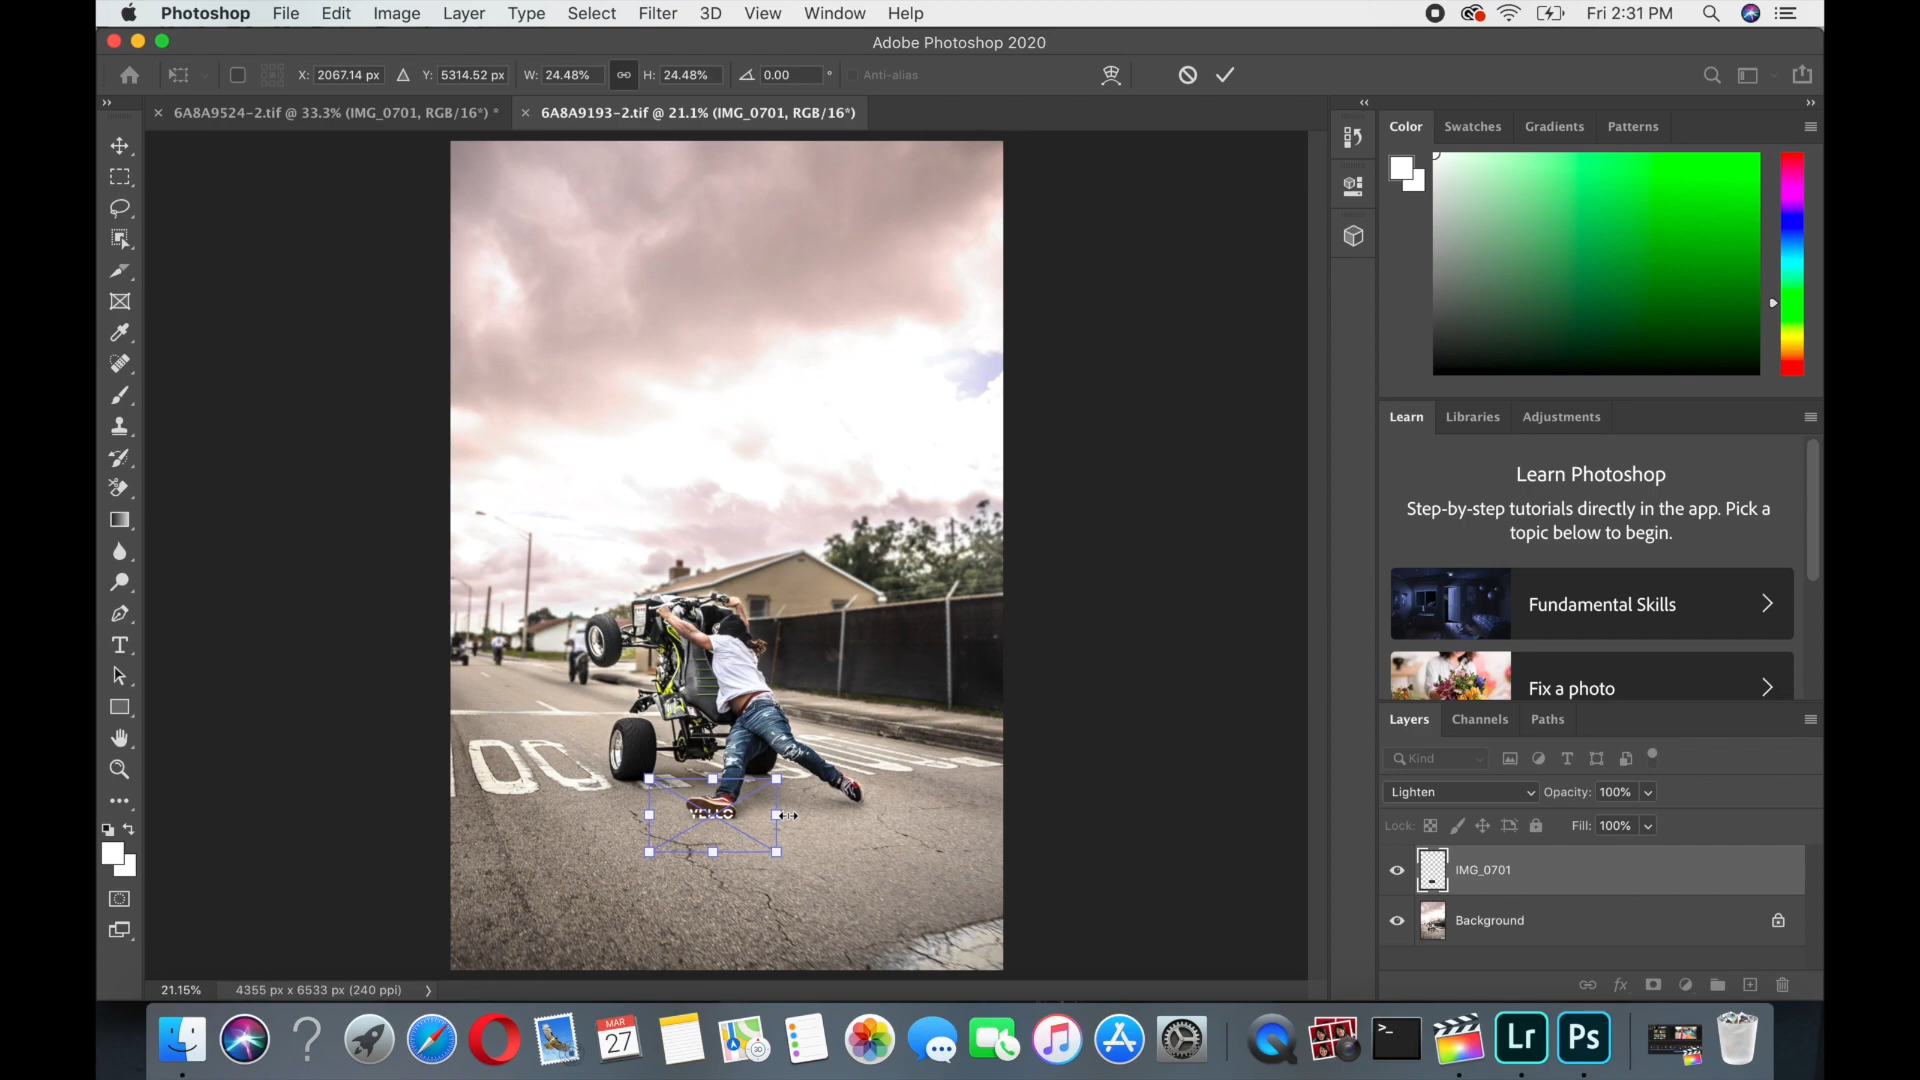 Photoshop File Edit Image Layer Type Select Filter 3D View Window Help Fri 2:31 PM
Adobe Photoshop 2020
X: 2067.14 px Y: 5314.52 px W: 24.48% H: 24.48% 0.00 ° Anti-alias
6A8A9524-2.tif @ 33.3% (IMG_0701, RGB/16*) * 6A8A9193-2.tif @ 21.1% (IMG_0701, RGB/16*)
Color Swatches Gradients Patterns
Learn Libraries Adjustments
Learn Photoshop
Step-by-step tutorials directly in the app. Pick a
topic below to begin.
Fundamental Skills
Fix a photo
Layers Channels Paths
Kind
Lighten Opacity: 100%
Lock: Fill: 100%
IMG_0701
Background
YELLO
21.15% 4355 px x 6533 px (240 ppi)
MAR
27
3D
Lr
Ps